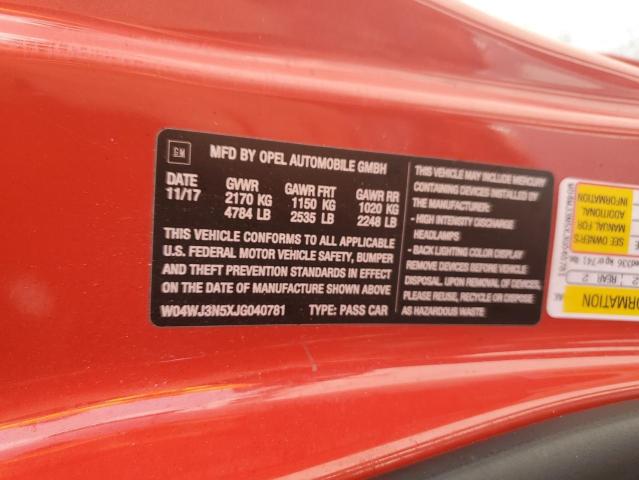 GM
MFD BY OPEL AUTOMOBILE GMBH
DATE GVWR GAWR FRT GAWR RR
11/17 2170 KG 1150 KG 1020 KG
4784 LB 2535 LB 2248 LB
THIS VEHICLE CONFORMS TO ALL APPLICABLE
U.S. FEDERAL MOTOR VEHICLE SAFETY, BUMPER
AND THEFT PREVENTION STANDARDS IN EFFECT
ON THE DATE OF MANUFACTURE SHOWN ABOVE
W04WJ3N5XJG040781 TYPE: PASS CAR
THIS VEHICLE MAY INCLUDE MERCURY
CONTAINING DEVICES INSTALLED BY
THE MANUFACTURER:
- HIGH INTENSITY DISCHARGE
HEADLAMPS
- BACK LIGHTING COLOR DISPLAY
REMOVE DEVICES BEFORE VEHICLE
DISPOSAL. UPON REMOVAL OF DEVICES,
PLEASE REUSE, RECYCLE OR DISPOSE
AS HAZARDOUS WASTE
SEE OWNER'S
MANUAL FOR
ADDITIONAL
INFORMATION
REAR 2